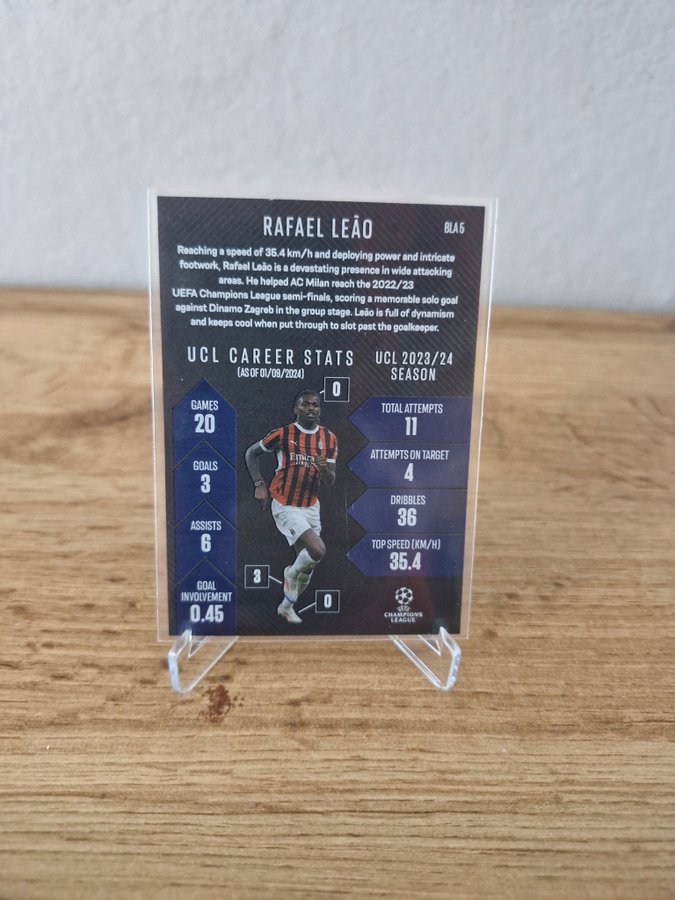 RAFAEL LEÃO
BLA 5
Reaching a speed of 35.4 km/h and deploying power and intricate
footwork, Rafael Leão is a devastating presence in wide attacking
areas. He helped AC Milan reach the 2022/23
UEFA Champions League semi-finals, scoring a memorable solo goal
against Dinamo Zagreb in the group stage. Leão is full of dynamism
and keeps cool when put through to slot past the goalkeeper.
UCL CAREER STATS
(AS OF 01/09/2024)
GAMES
20
GOALS
3
ASSISTS
6
GOAL
INVOLVEMENT
0.45
0
Emirates
3
0
UCL 2023/24
SEASON
TOTAL ATTEMPTS
11
ATTEMPTS ON TARGET
4
DRIBBLES
36
TOP SPEED (KM/H)
35.4
UEFA
CHAMPIONS
LEAGUE